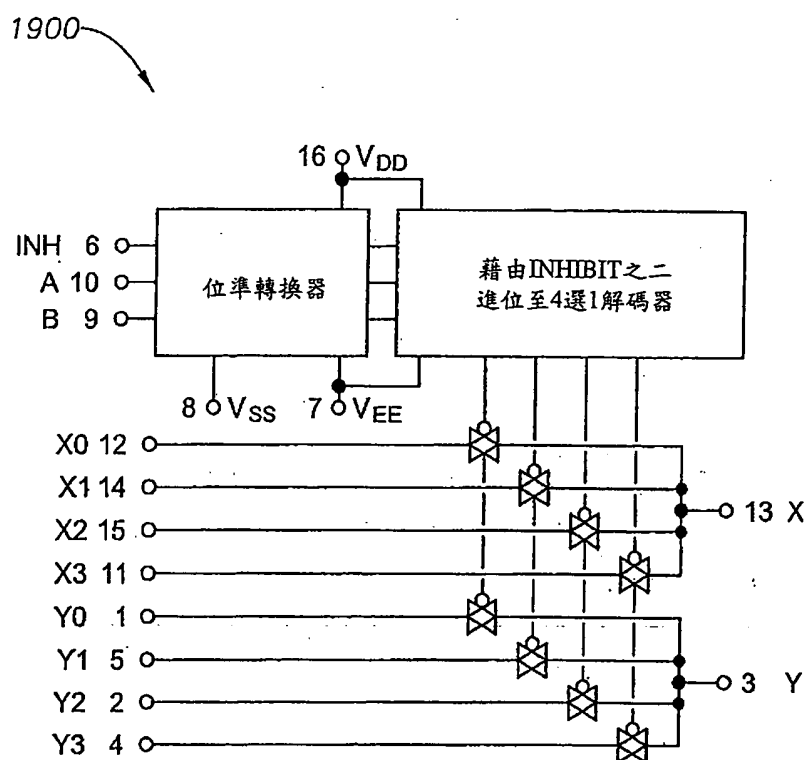 1900
16 VDD
INH 6
A 10
B 9
位準轉換器
藉由INHIBIT之二
進位至4選1解碼器
8 VSS
7 VEE
X0 12
X1 14
X2 15
X3 11
13 X
Y0 1
Y1 5
Y2 2
Y3 4
3 Y